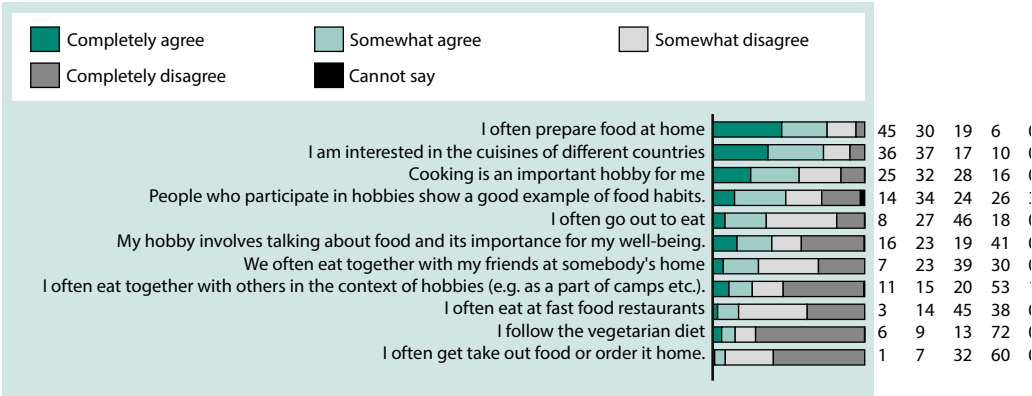 Completely agree Somewhat agree Somewhat disagree
Completely disagree Cannot say
I often prepare food at home 45 30 19 6
I am interested in the cuisines of different countries 36 37 17 10
Cooking is an important hobby for me 25 32 28 16
People who participate in hobbies show a good example of food habits. 14 34 24 26
I often go out to eat 8 27 46 18
My hobby involves talking about food and its importance for my well-being. 16 23 19 41
We often eat together with my friends at somebody's home 7 23 39 30
I often eat together with others in the context of hobbies (e.g. as a part of camps etc.). 11 15 20 53
I often eat at fast food restaurants 3 14 45 38
I follow the vegetarian diet 6 9 13 72
I often get take out food or order it home. 1 7 32 60